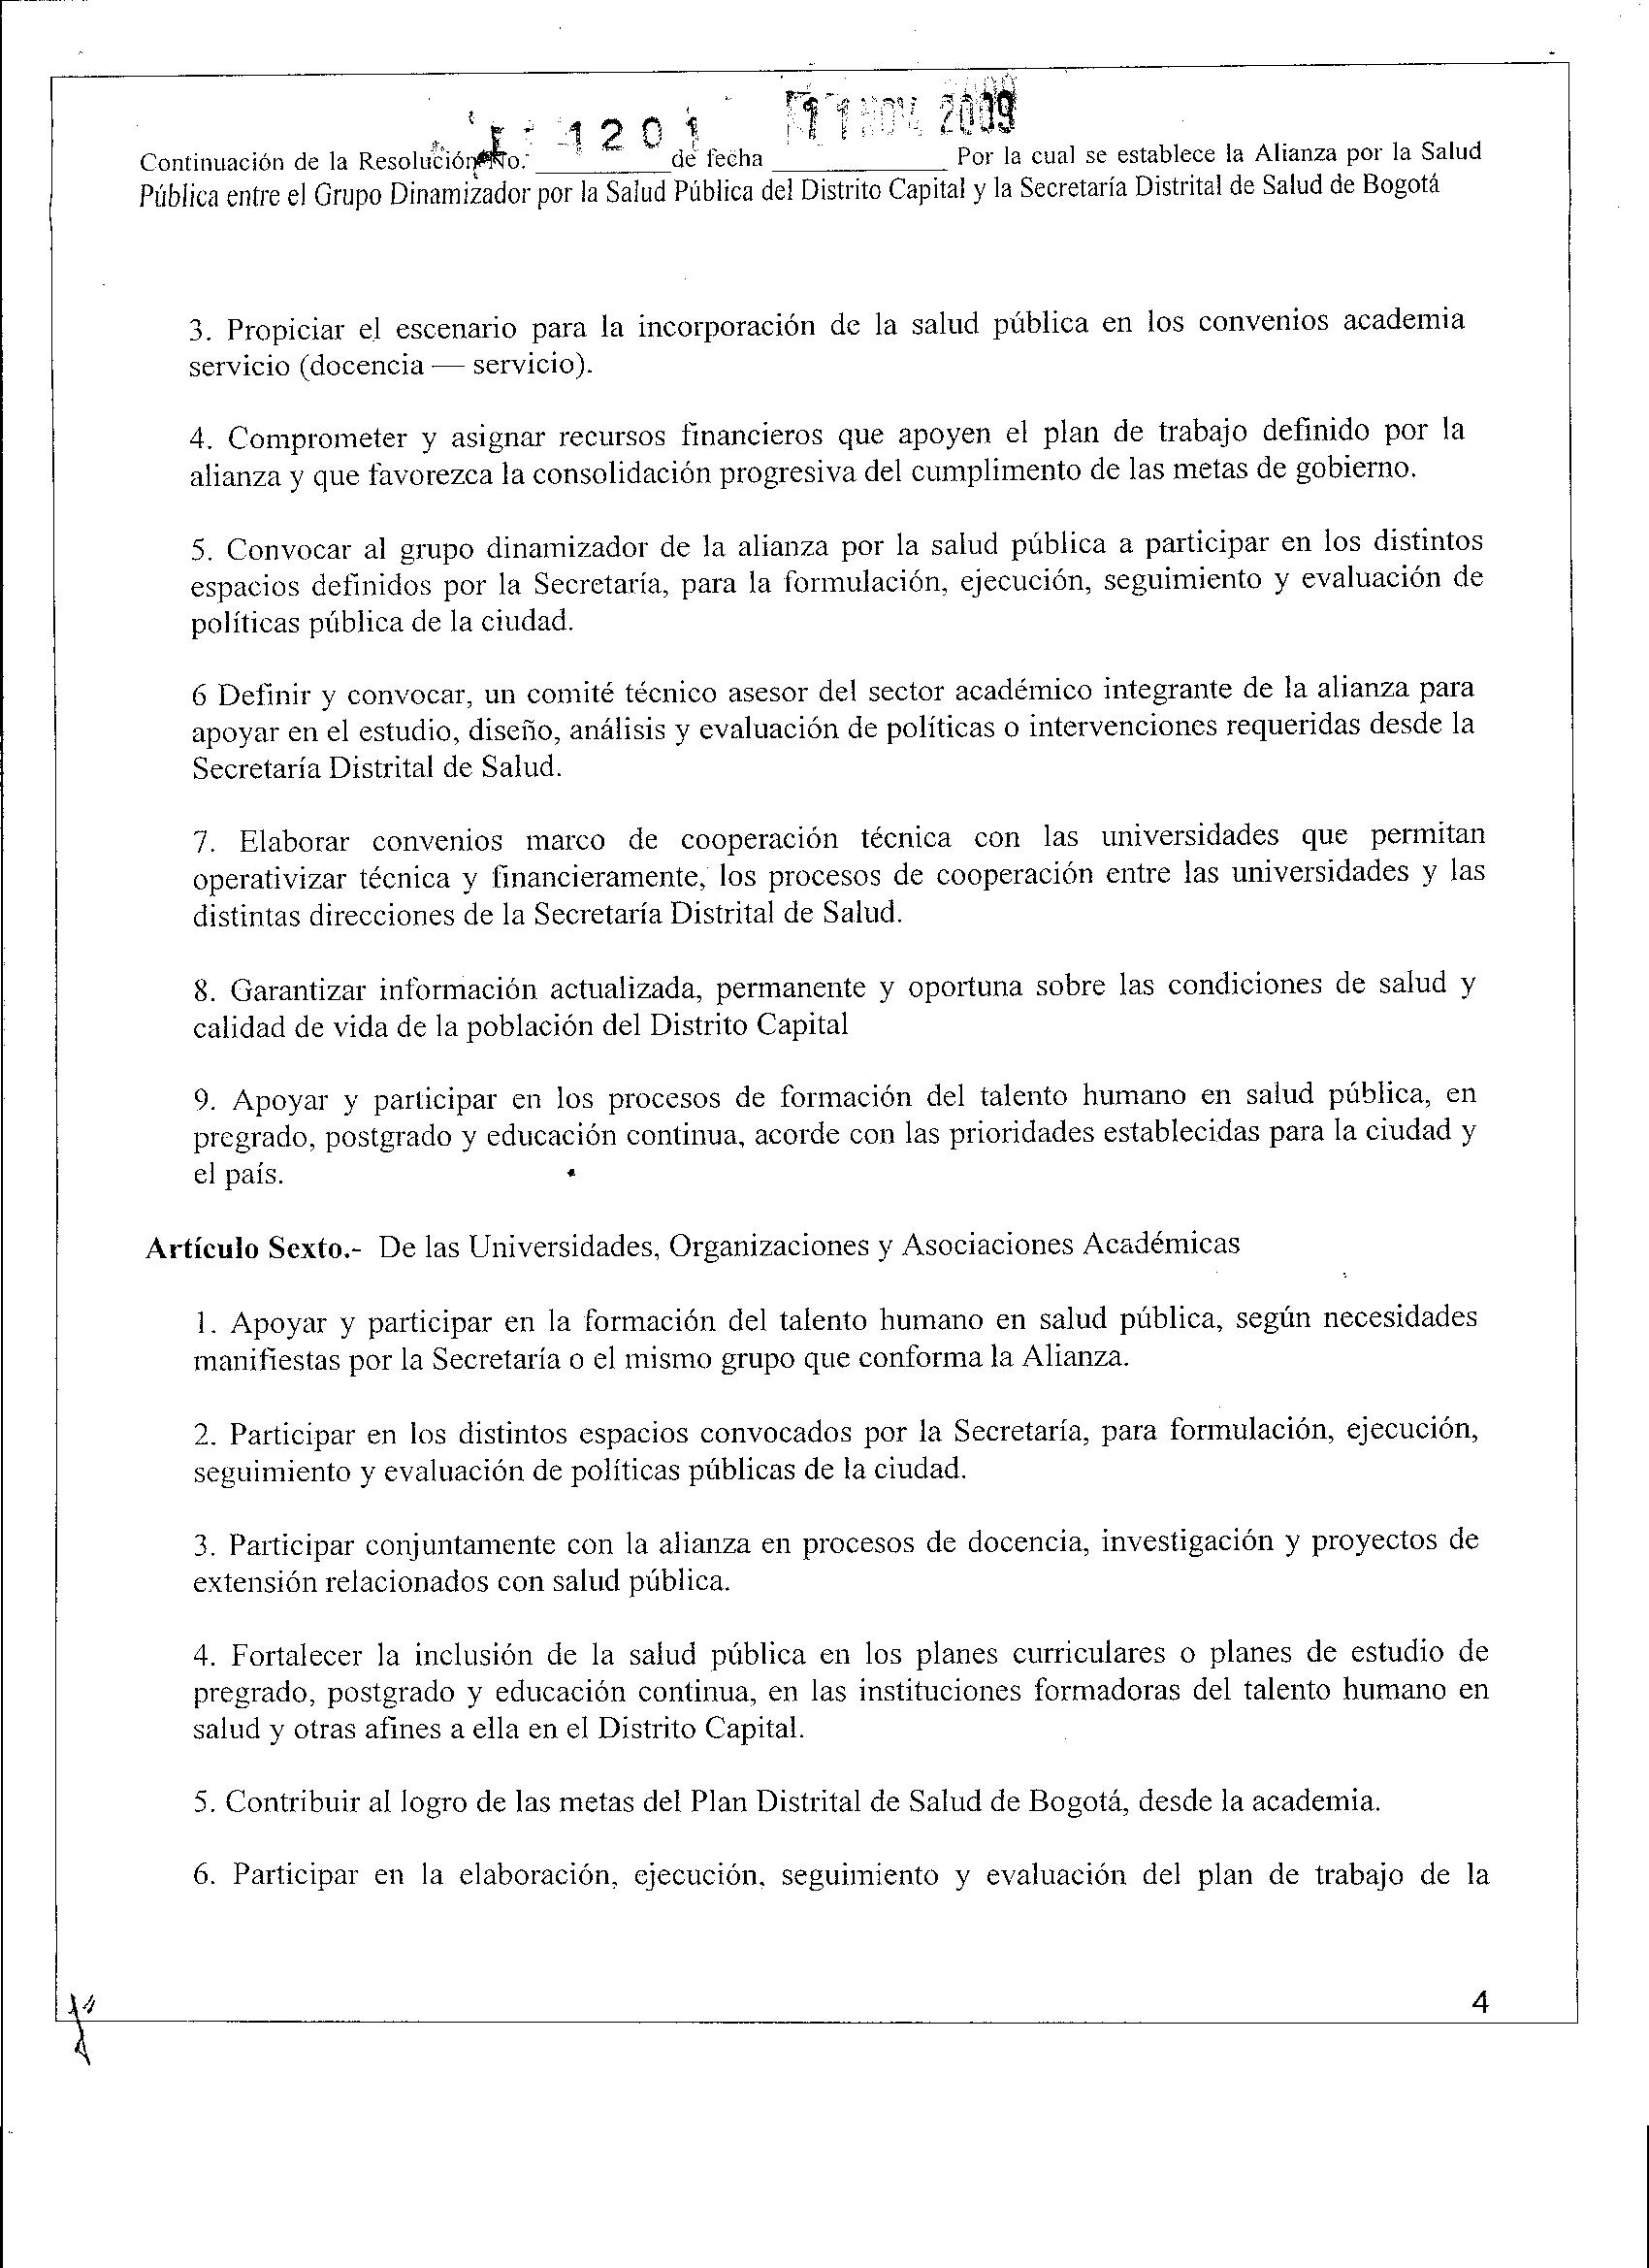 1201 11 NOV 2009
Continuación de la Resolución No. ________ de fecha ____________ Por la cual se establece la Alianza por la Salud
Pública entre el Grupo Dinamizador por la Salud Pública del Distrito Capital y la Secretaría Distrital de Salud de Bogotá
3. Propiciar el escenario para la incorporación de la salud pública en los convenios academia
servicio (docencia — servicio).
4. Comprometer y asignar recursos financieros que apoyen el plan de trabajo definido por la
alianza y que favorezca la consolidación progresiva del cumplimento de las metas de gobierno.
5. Convocar al grupo dinamizador de la alianza por la salud pública a participar en los distintos
espacios definidos por la Secretaría, para la formulación, ejecución, seguimiento y evaluación de
políticas pública de la ciudad.
6 Definir y convocar, un comité técnico asesor del sector académico integrante de la alianza para
apoyar en el estudio, diseño, análisis y evaluación de políticas o intervenciones requeridas desde la
Secretaría Distrital de Salud.
7. Elaborar convenios marco de cooperación técnica con las universidades que permitan
operativizar técnica y financieramente, los procesos de cooperación entre las universidades y las
distintas direcciones de la Secretaría Distrital de Salud.
8. Garantizar información actualizada, permanente y oportuna sobre las condiciones de salud y
calidad de vida de la población del Distrito Capital
9. Apoyar y participar en los procesos de formación del talento humano en salud pública, en
pregrado, postgrado y educación continua, acorde con las prioridades establecidas para la ciudad y
el país.
Artículo Sexto.- De las Universidades, Organizaciones y Asociaciones Académicas
1. Apoyar y participar en la formación del talento humano en salud pública, según necesidades
manifiestas por la Secretaría o el mismo grupo que conforma la Alianza.
2. Participar en los distintos espacios convocados por la Secretaría, para formulación, ejecución,
seguimiento y evaluación de políticas públicas de la ciudad.
3. Participar conjuntamente con la alianza en procesos de docencia, investigación y proyectos de
extensión relacionados con salud pública.
4. Fortalecer la inclusión de la salud pública en los planes curriculares o planes de estudio de
pregrado, postgrado y educación continua, en las instituciones formadoras del talento humano en
salud y otras afines a ella en el Distrito Capital.
5. Contribuir al logro de las metas del Plan Distrital de Salud de Bogotá, desde la academia.
6. Participar en la elaboración, ejecución, seguimiento y evaluación del plan de trabajo de la
4